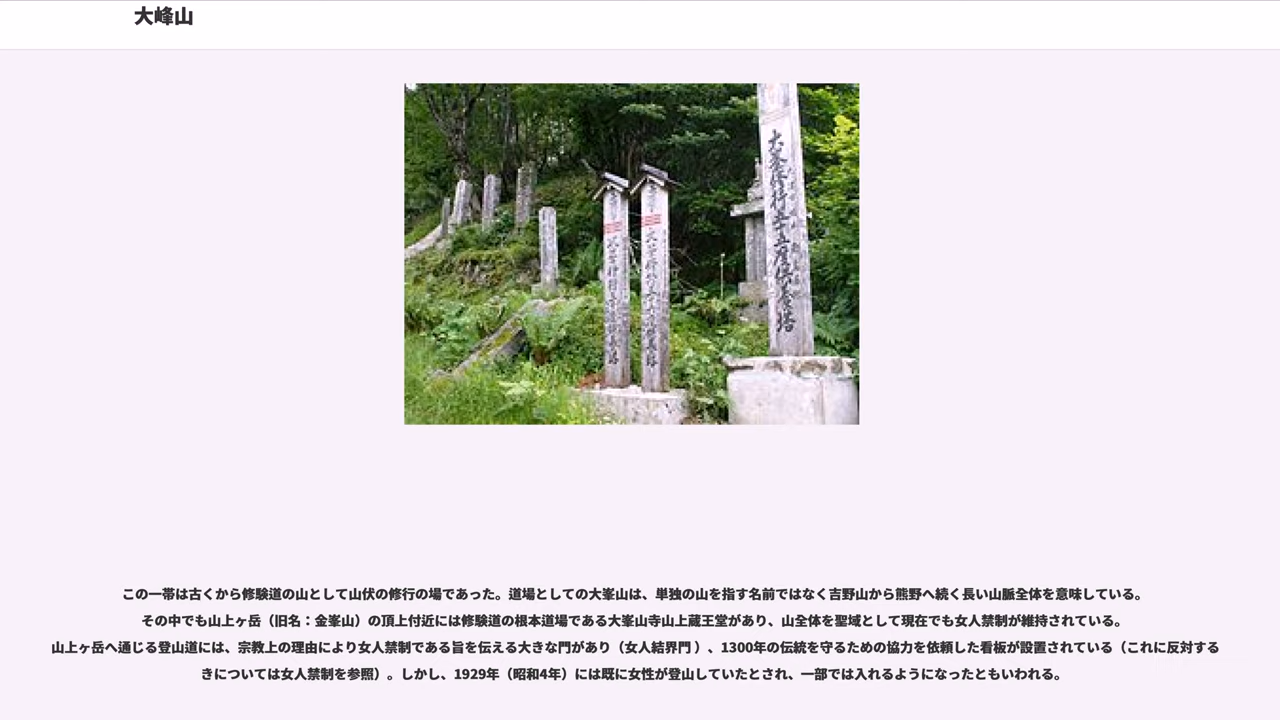 大峰山
大峯修行五十五度供養塔
この一帯は古くから修験道の山として山伏の修行の場であった。道場としての大峯山は、単独の山を指す名前ではなく吉野山から熊野へ続く長い山脈全体を意味している。
その中でも山上ヶ岳（旧名：金峯山）の頂上付近には修験道の根本道場である大峯山寺山上蔵王堂があり、山全体を聖域として現在でも女人禁制が維持されている。
山上ヶ岳へ通じる登山道には、宗教上の理由により女人禁制である旨を伝える大きな門があり（女人結界門 ）、1300年の伝統を守るための協力を依頼した看板が設置されている（これに反対する
きについては女人禁制を参照）。しかし、1929年（昭和4年）には既に女性が登山していたとされ、一部では入れるようになったともいわれる。